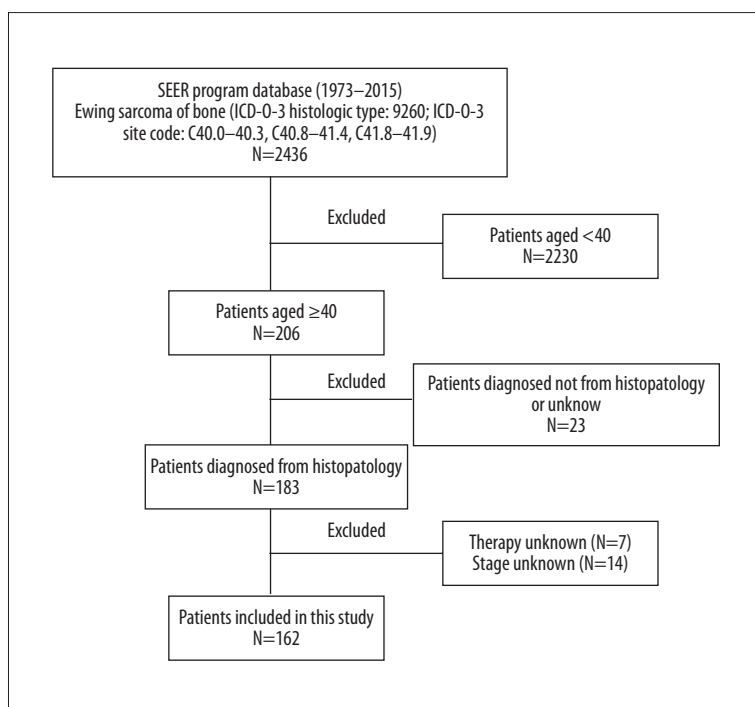 SEER program database (1973–2015)
Ewing sarcoma of bone (ICD-O-3 histologic type: 9260; ICD-O-3
site code: C40.0–40.3, C40.8–41.4, C41.8–41.9)
N=2436
Excluded
Patients aged <40
N=2230
Patients aged ≥40
N=206
Excluded
Patients diagnosed not from histopatology
or unknow
N=23
Patients diagnosed from histopatology
N=183
Excluded
Therapy unknown (N=7)
Stage unknown (N=14)
Patients included in this study
N=162